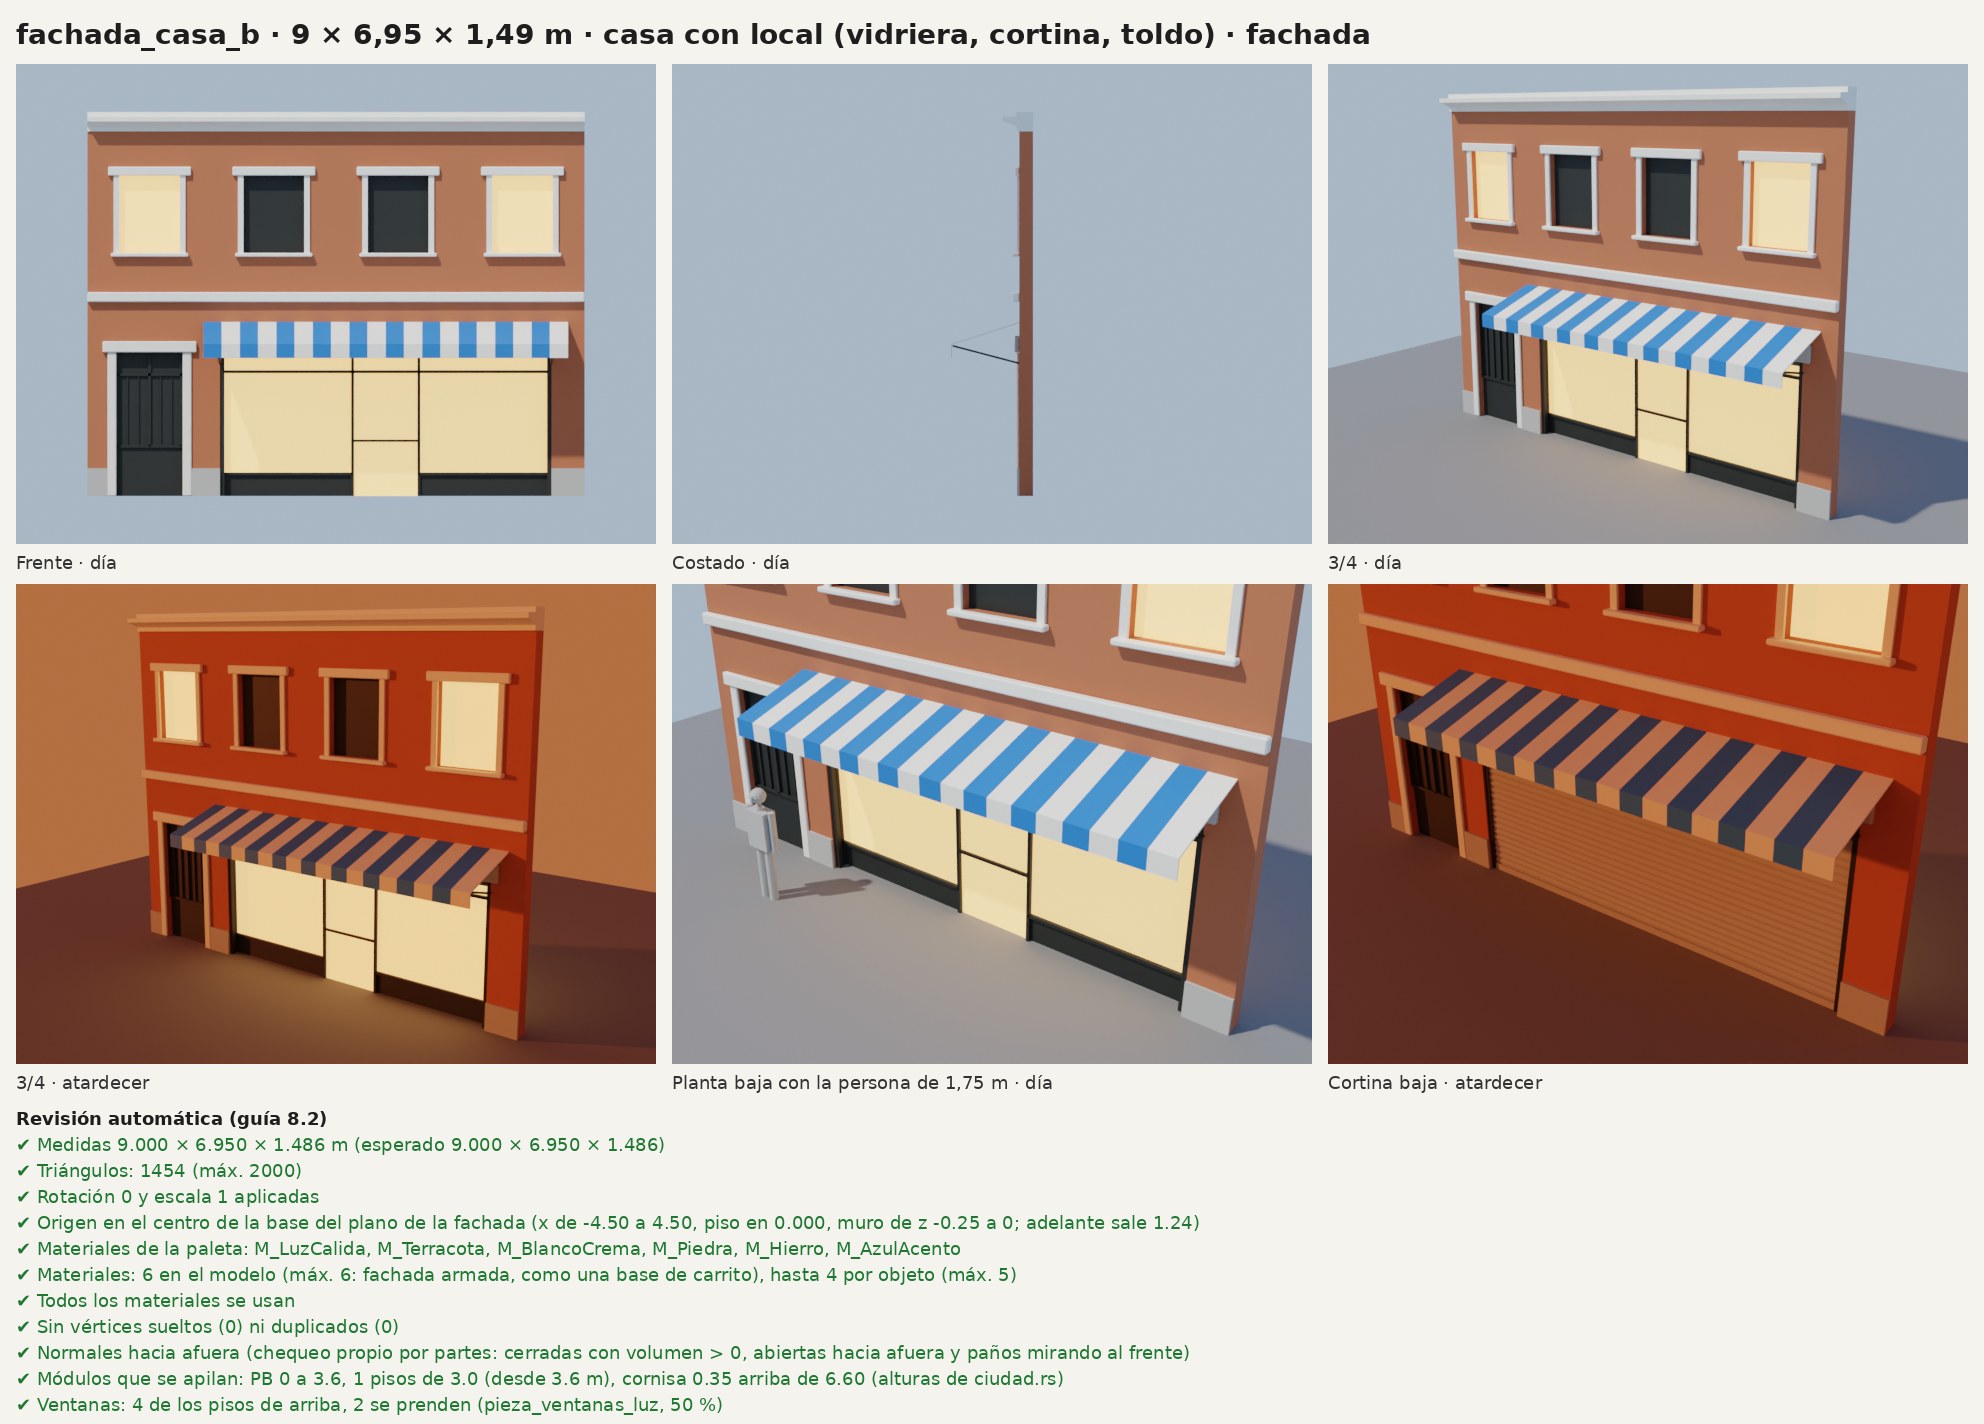 fachada_casa_b · 9 × 6,95 × 1,49 m · casa con local (vidriera, cortina, toldo) · fachada
Frente · día
Costado · día
3/4 · día
3/4 · atardecer
Planta baja con la persona de 1,75 m · día
Cortina baja · atardecer
Revisión automática (guía 8.2)
✔ Medidas 9.000 × 6.950 × 1.486 m (esperado 9.000 × 6.950 × 1.486)
✔ Triángulos: 1454 (máx. 2000)
✔ Rotación 0 y escala 1 aplicadas
✔ Origen en el centro de la base del plano de la fachada (x de -4.50 a 4.50, piso en 0.000, muro de z -0.25 a 0; adelante sale 1.24)
✔ Materiales de la paleta: M_LuzCalida, M_Terracota, M_BlancoCrema, M_Piedra, M_Hierro, M_AzulAcento
✔ Materiales: 6 en el modelo (máx. 6: fachada armada, como una base de carrito), hasta 4 por objeto (máx. 5)
✔ Todos los materiales se usan
✔ Sin vértices sueltos (0) ni duplicados (0)
✔ Normales hacia afuera (chequeo propio por partes: cerradas con volumen > 0, abiertas hacia afuera y paños mirando al frente)
✔ Módulos que se apilan: PB 0 a 3.6, 1 pisos de 3.0 (desde 3.6 m), cornisa 0.35 arriba de 6.60 (alturas de ciudad.rs)
✔ Ventanas: 4 de los pisos de arriba, 2 se prenden (pieza_ventanas_luz, 50 %)